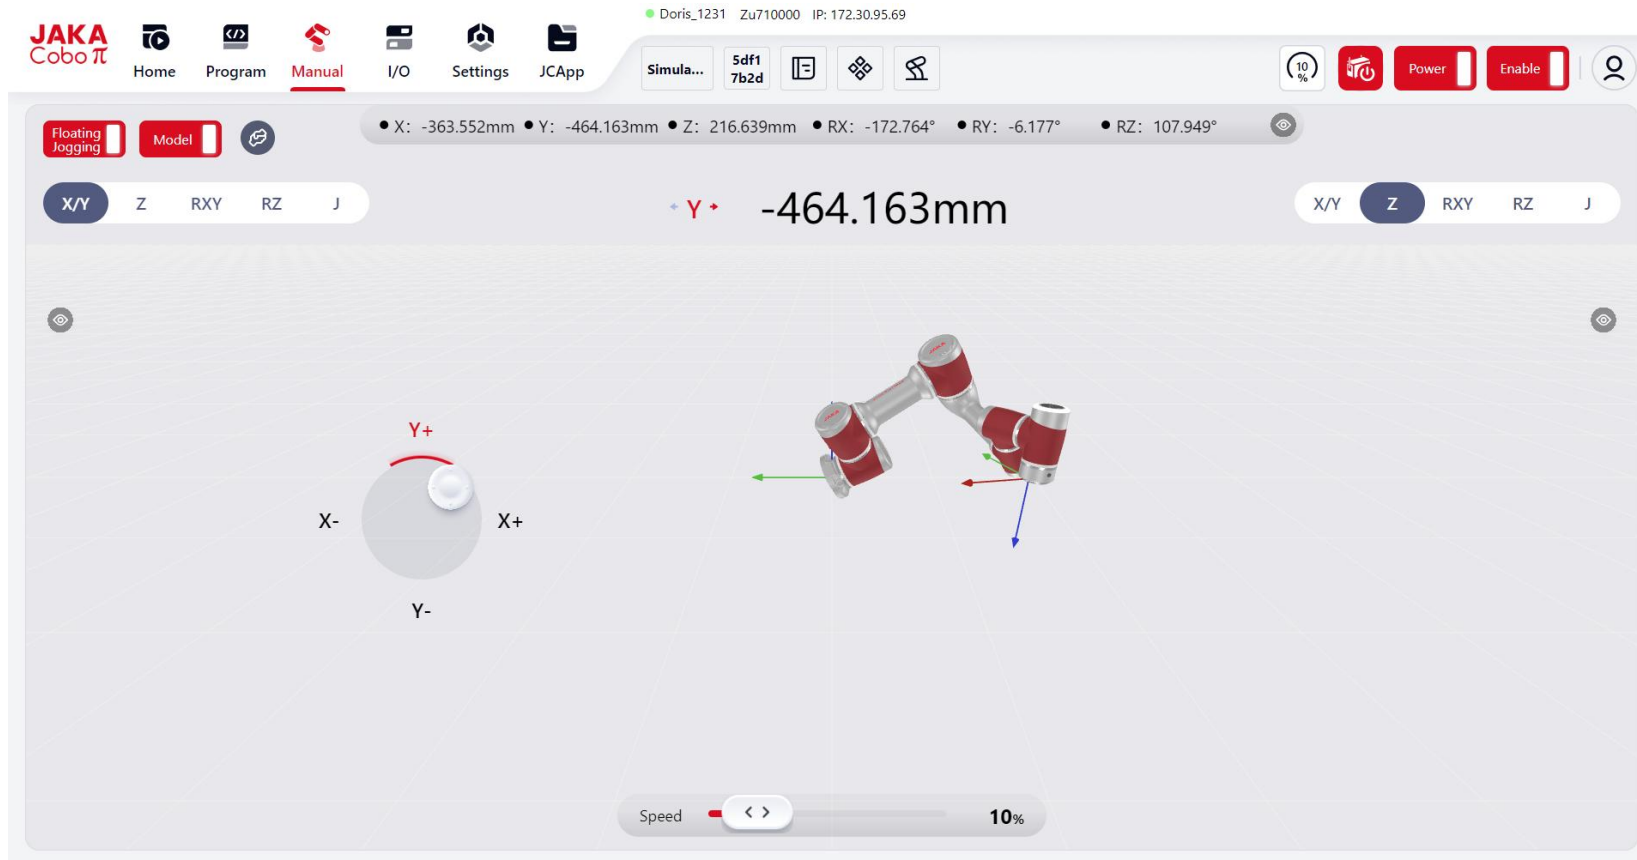 Doris_1231 Zu710000 IP: 172.30.95.69
JAKA
Cobo π
Home
Program
Manual
I/O
Settings
JCApp
Simula...
5df1
7b2d
10
%
Power
Enable
Floating
Jogging
Model
X: -363.552mm Y: -464.163mm Z: 216.639mm RX: -172.764° RY: -6.177° RZ: 107.949°
X/Y Z RXY RZ J
Y -464.163mm
X/Y Z RXY RZ J
JAKA
JAKA
Y+
X- X+
Y-
Speed 10%